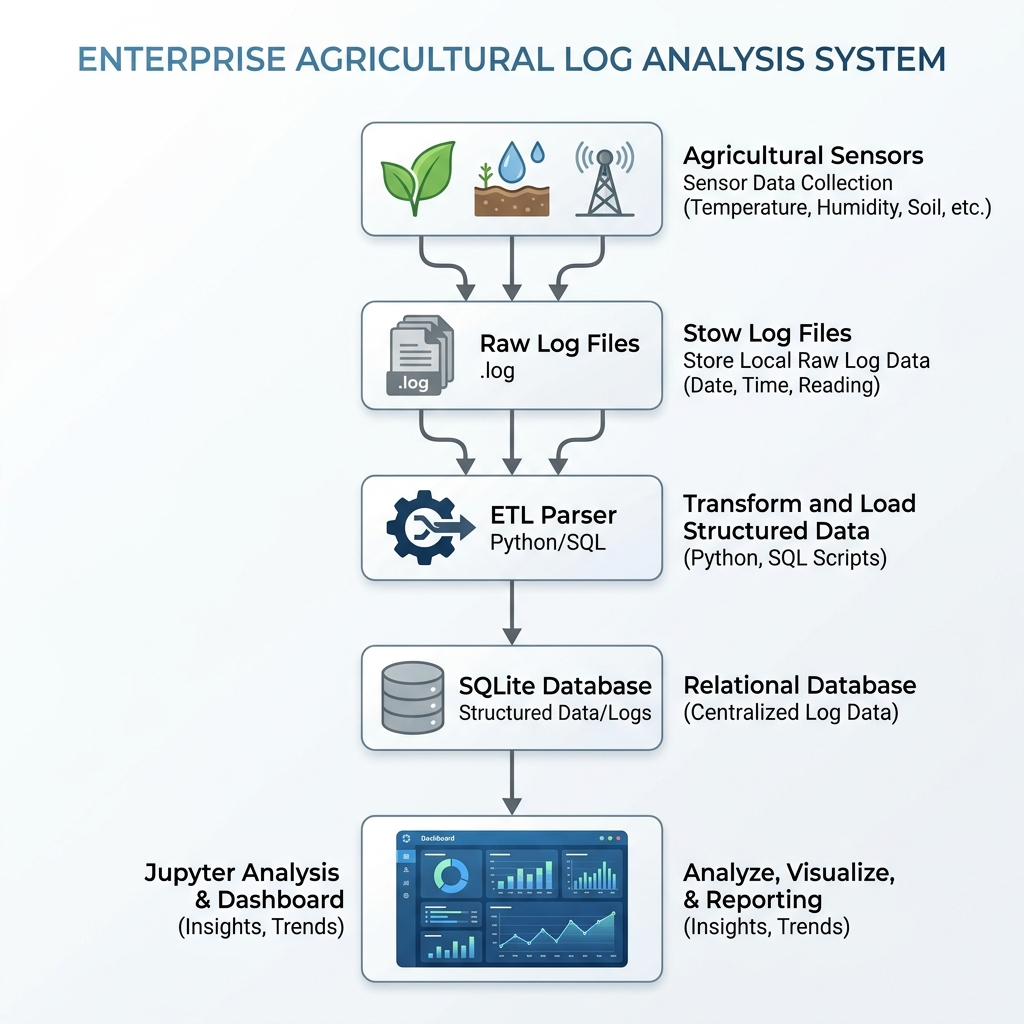 ENTERPRISE AGRICULTURAL LOG ANALYSIS SYSTEM
Agricultural Sensors
Sensor Data Collection
(Temperature, Humidity, Soil, etc.)
.log
Raw Log Files
.log
Stow Log Files
Store Local Raw Log Data
(Date, Time, Reading)
ETL Parser
Python/SQL
Transform and Load
Structured Data
(Python, SQL Scripts)
SQLite Database
Structured Data/Logs
Relational Database
(Centralized Log Data)
Jupyter Analysis
& Dashboard
(Insights, Trends)
Analyze, Visualize,
& Reporting
(Insights, Trends)